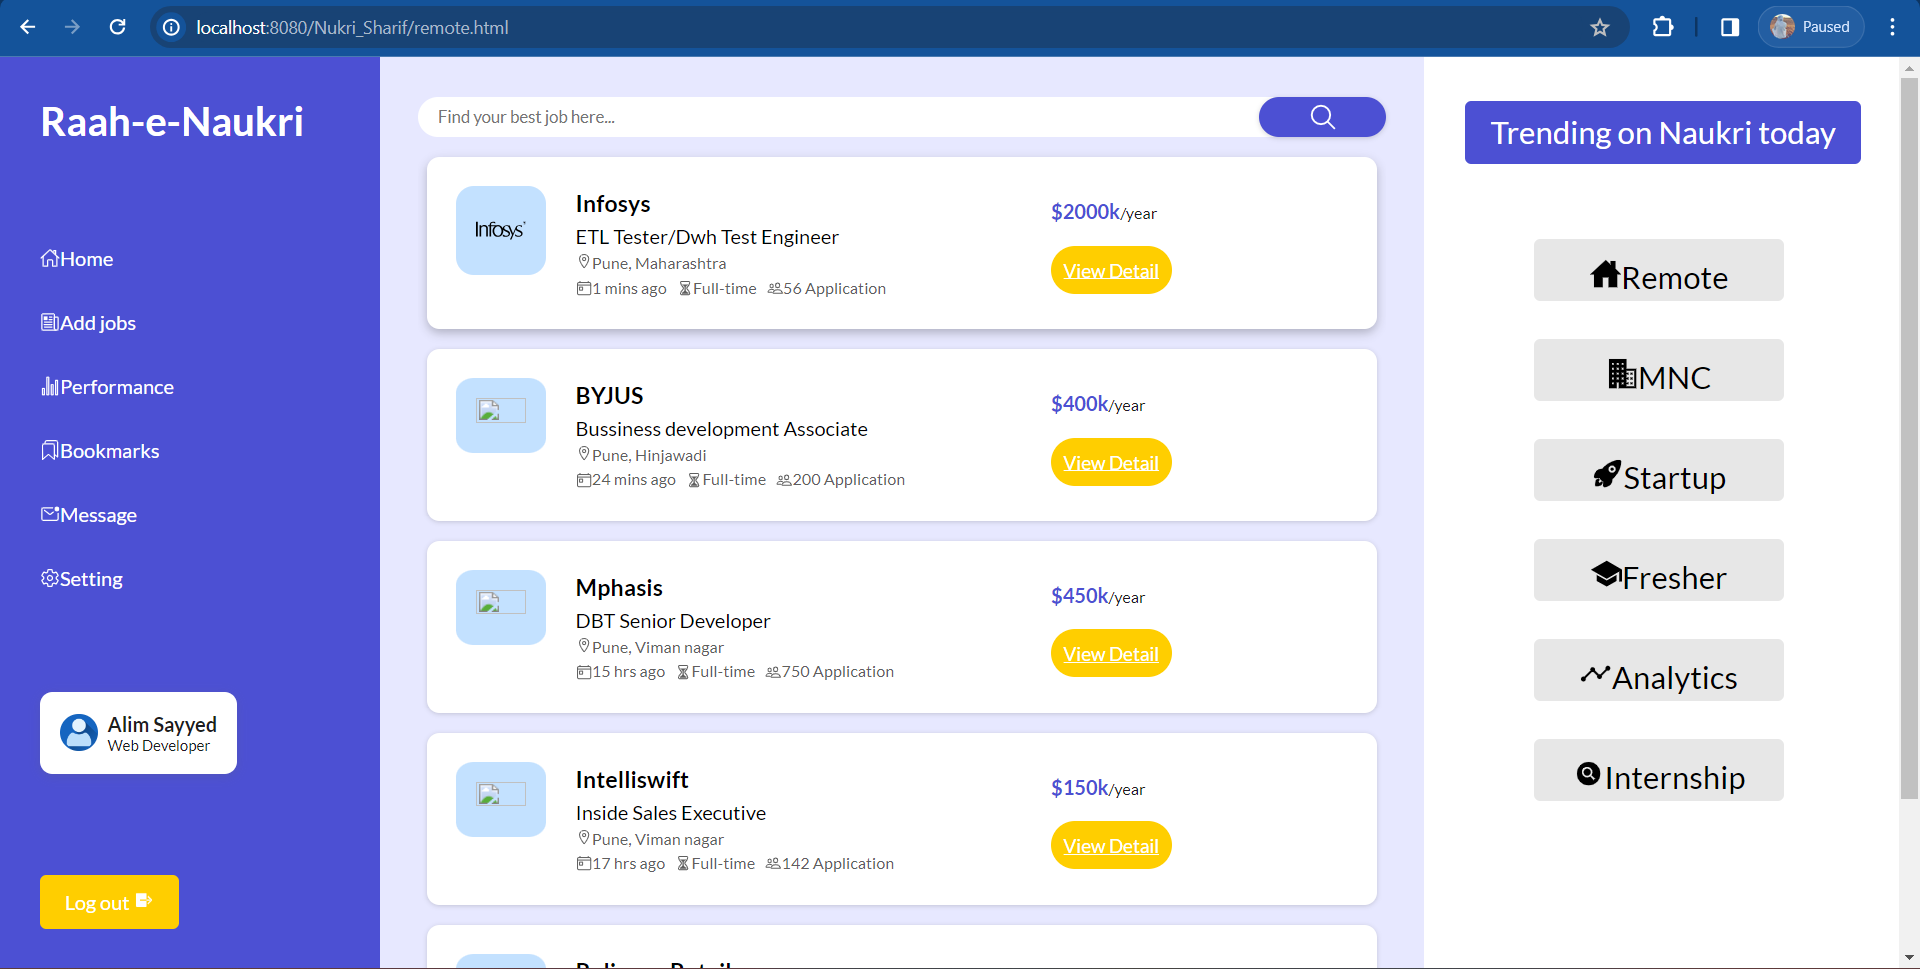 localhost:8080/Nukri_Sharif/remote.html
Paused
Raah-e-Naukri
Home
Add jobs
Performance
Bookmarks
Message
Setting
Alim Sayyed
Web Developer
Log out
Find your best job here...
Infosys
Infosys
ETL Tester/Dwh Test Engineer
Pune, Maharashtra
1 mins ago Full-time 56 Application
$2000k/year
View Detail
BYJUS
Bussiness development Associate
Pune, Hinjawadi
24 mins ago Full-time 200 Application
$400k/year
View Detail
Mphasis
DBT Senior Developer
Pune, Viman nagar
15 hrs ago Full-time 750 Application
$450k/year
View Detail
Intelliswift
Inside Sales Executive
Pune, Viman nagar
17 hrs ago Full-time 142 Application
$150k/year
View Detail
Trending on Naukri today
Remote
MNC
Startup
Fresher
Analytics
Internship